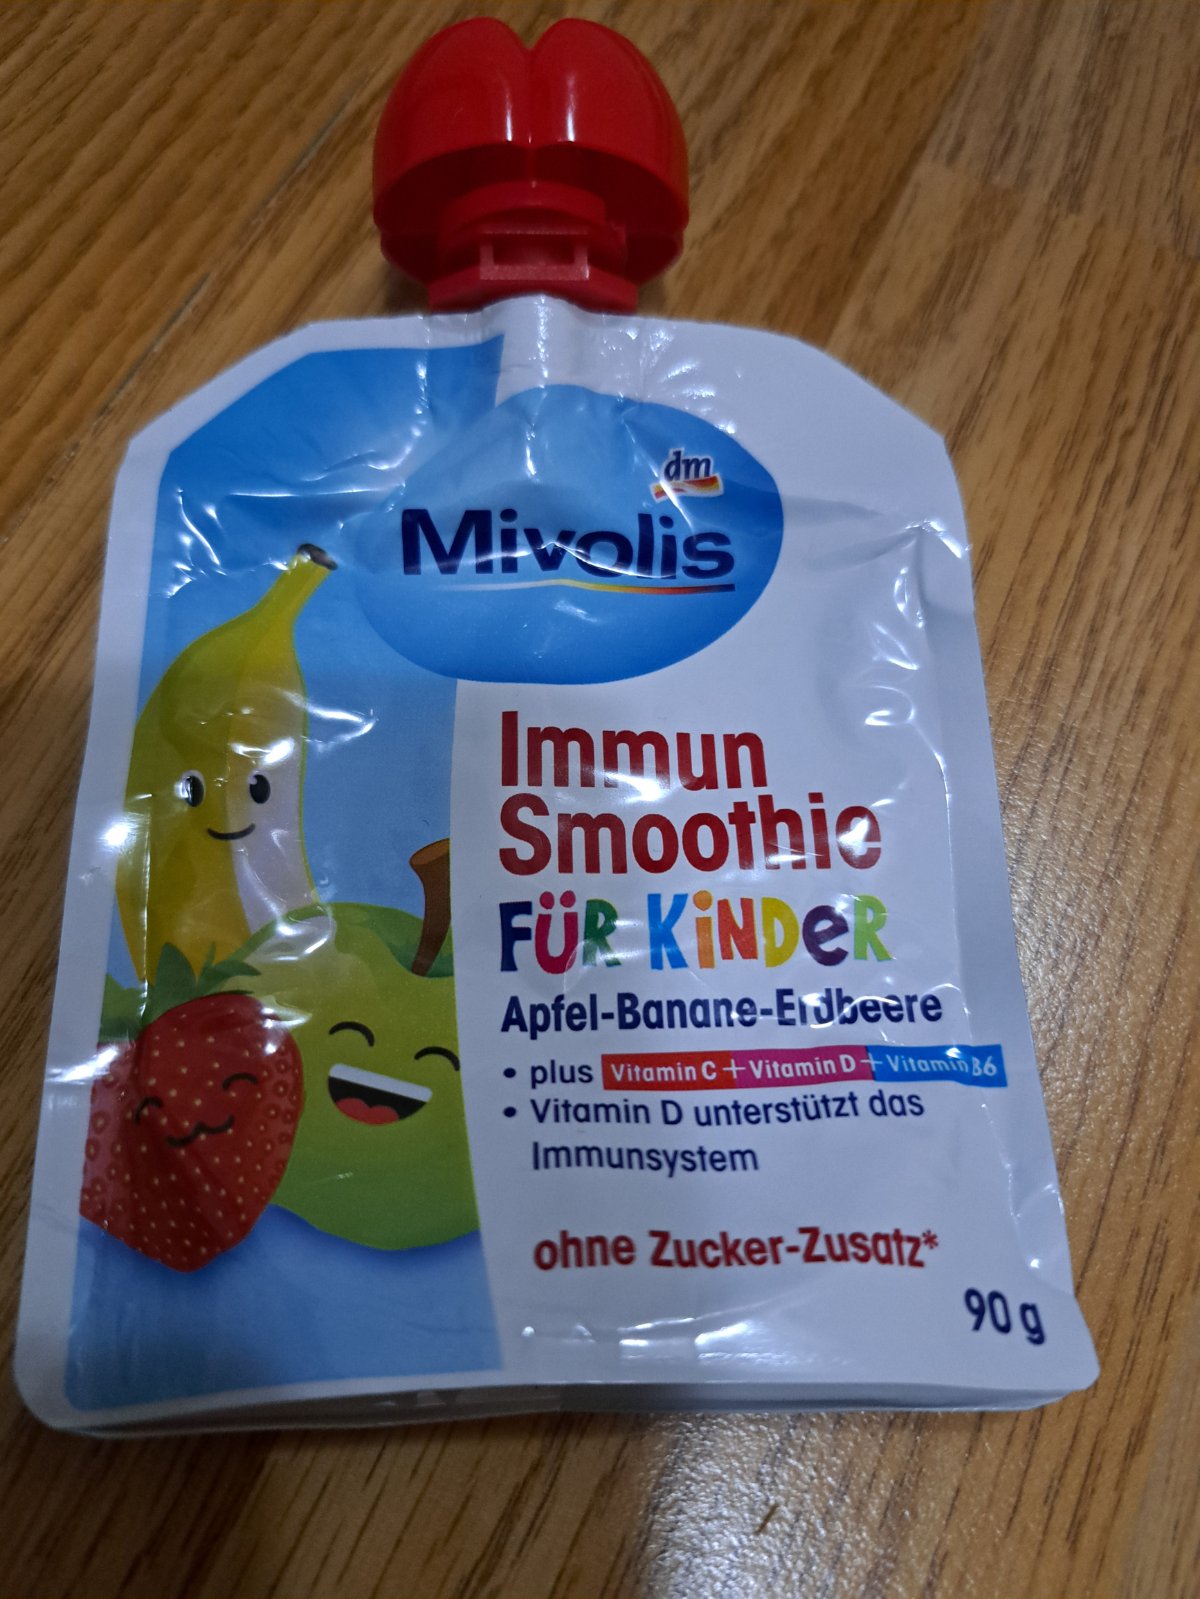 dm
Mivolis
Immun
Smoothie
FÜR KiNDeR
Apfel-Banane-Erdbeere
• plus Vitamin C + Vitamin D + Vitamin B6
• Vitamin D unterstützt das
Immunsystem
ohne Zucker-Zusatz*
90 g